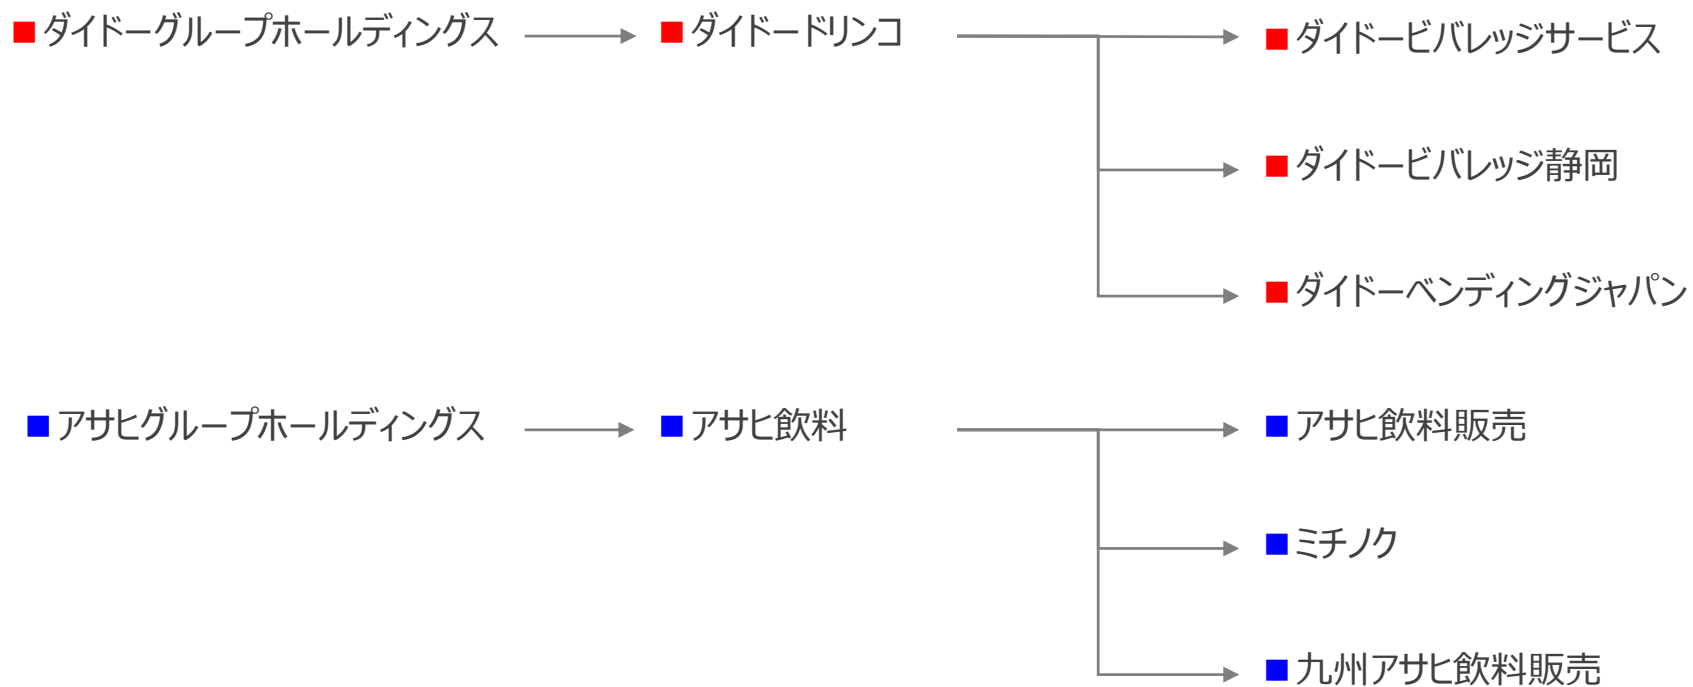 ■ダイドーグループホールディングス
■ダイドードリンコ
■ダイドービバレッジサービス
■ダイドービバレッジ静岡
■ダイドーベンディングジャパン
■アサヒグループホールディングス
■アサヒ飲料
■アサヒ飲料販売
■ミチノク
■九州アサヒ飲料販売